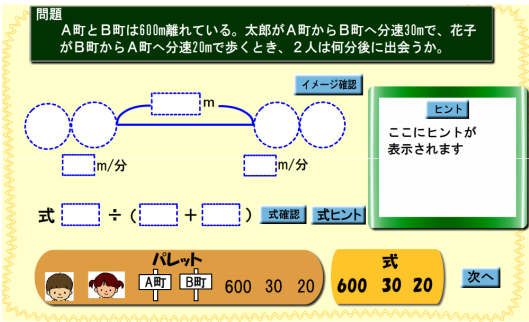 問題
A町とB町は600m離れている。太郎がA町からB町へ分速30mで、花子
がB町からA町へ分速20mで歩くとき、2人は何分後に出会うか。
イメージ確認
m
ヒント
ここにヒントが
表示されます
m/分 m/分
式 ÷ ( + ) 式確認 式ヒント
パレット
A町 B町 600 30 20
式
600 30 20
次へ